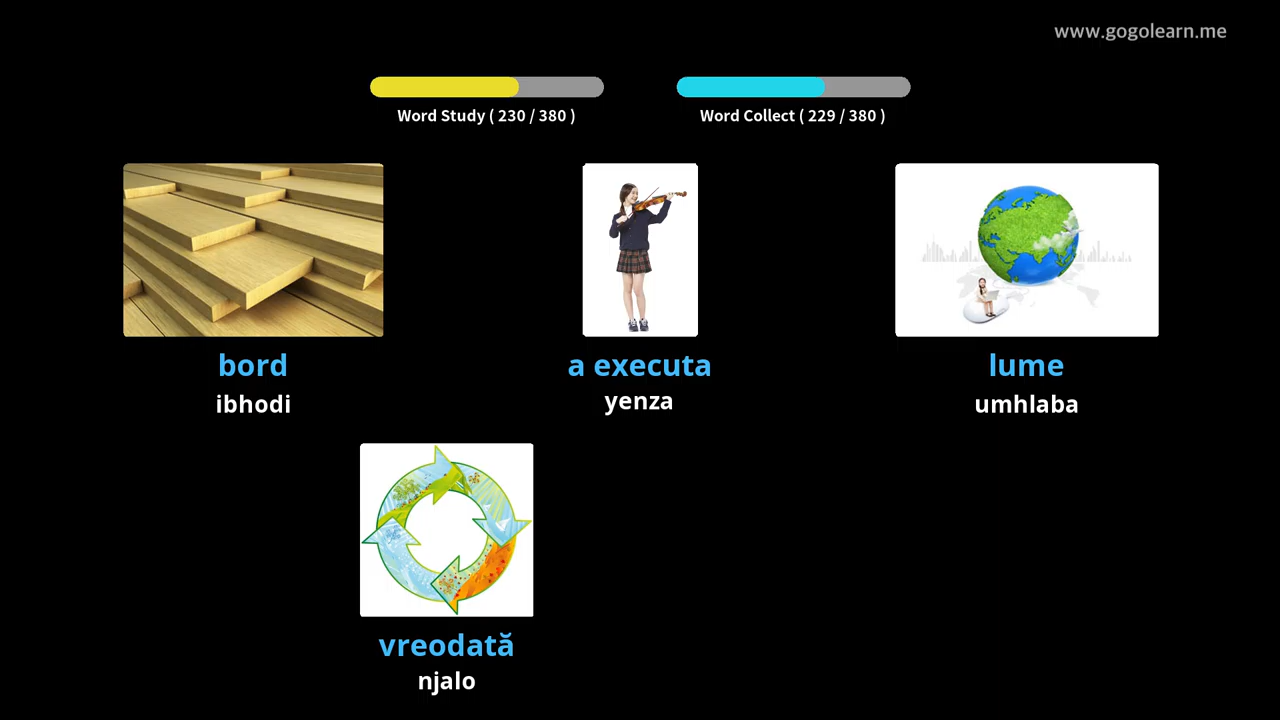 www.gogolearn.me
Word Study ( 230 / 380 )
Word Collect ( 229 / 380 )
bord
ibhodi
a executa
yenza
lume
umhlaba
vreodată
njalo